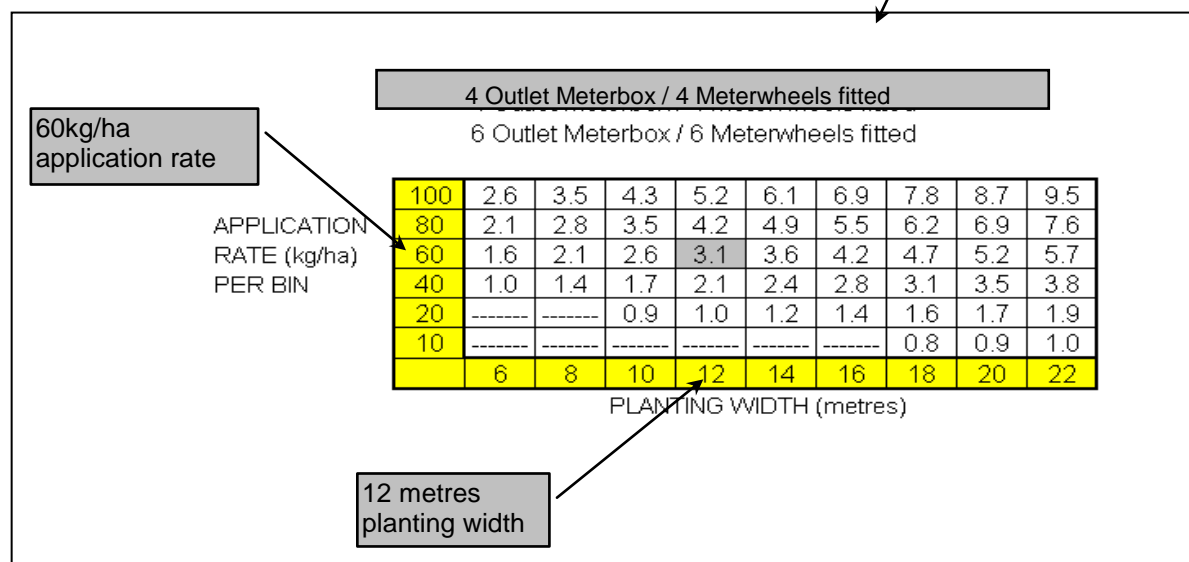 4 Outlet Meterbox / 4 Meterwheels fitted
6 Outlet Meterbox / 6 Meterwheels fitted
60kg/ha
application rate
100 2.6 3.5 4.3 5.2 6.1 6.9 7.8 8.7 9.5
APPLICATION 80 2.1 2.8 3.5 4.2 4.9 5.5 6.2 6.9 7.6
RATE (kg/ha) 60 1.6 2.1 2.6 3.1 3.6 4.2 4.7 5.2 5.7
PER BIN 40 1.0 1.4 1.7 2.1 2.4 2.8 3.1 3.5 3.8
20 ------- ------- 0.9 1.0 1.2 1.4 1.6 1.7 1.9
10 ------- ------- ------- ------- ------- ------- 0.8 0.9 1.0
6 8 10 12 14 16 18 20 22
PLANTING WIDTH (metres)
12 metres
planting width